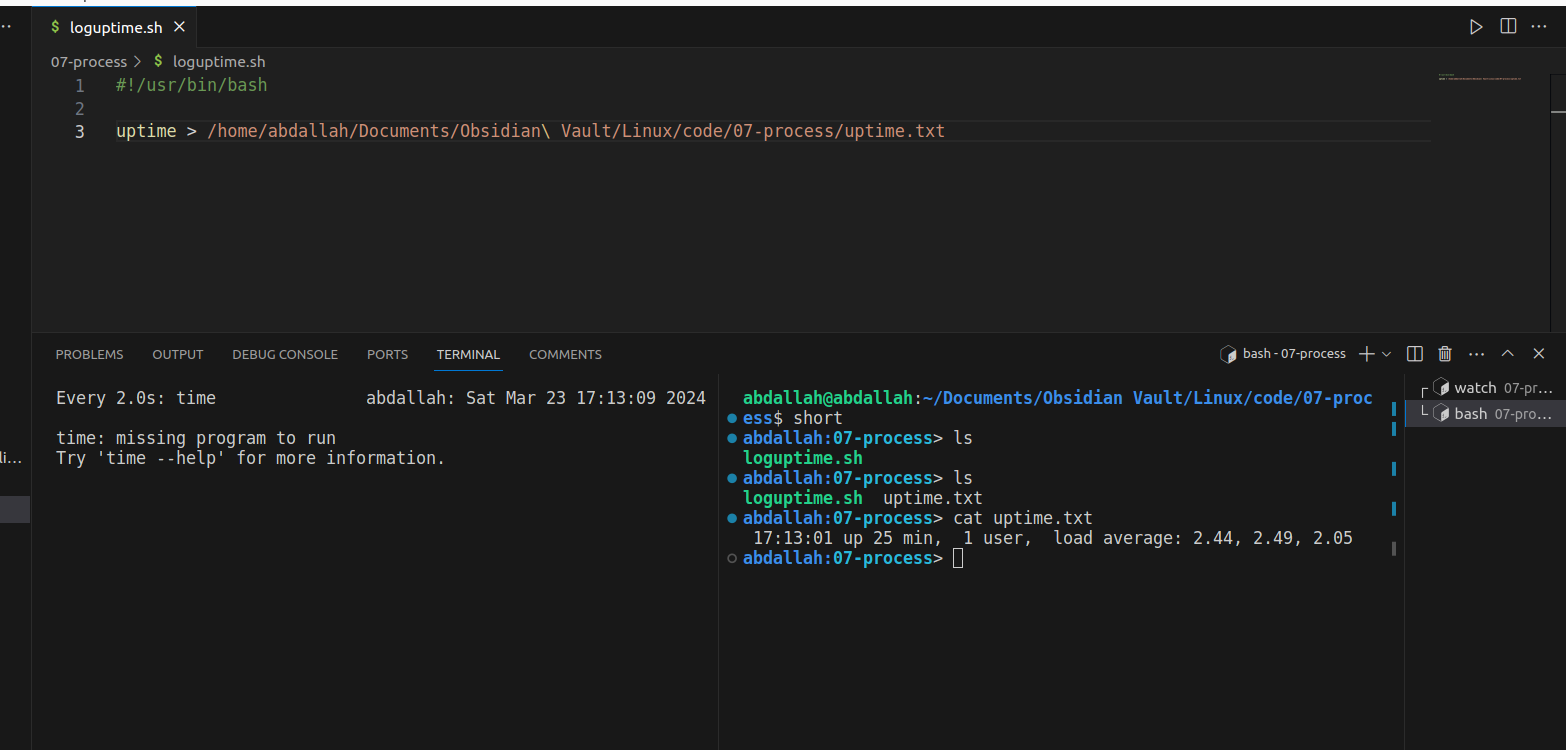 $ loguptime.sh
07-process > $ loguptime.sh
1 #!/usr/bin/bash
2
3 uptime > /home/abdallah/Documents/Obsidian\ Vault/Linux/code/07-process/uptime.txt
PROBLEMS OUTPUT DEBUG CONSOLE PORTS TERMINAL COMMENTS
bash - 07-process
Every 2.0s: time abdallah: Sat Mar 23 17:13:09 2024
time: missing program to run
Try 'time --help' for more information.
abdallah@abdallah:~/Documents/Obsidian Vault/Linux/code/07-proc
ess$ short
abdallah:07-process> ls
loguptime.sh
abdallah:07-process> ls
loguptime.sh uptime.txt
abdallah:07-process> cat uptime.txt
17:13:01 up 25 min, 1 user, load average: 2.44, 2.49, 2.05
abdallah:07-process>
watch 07-pr...
bash 07-pro...
li...